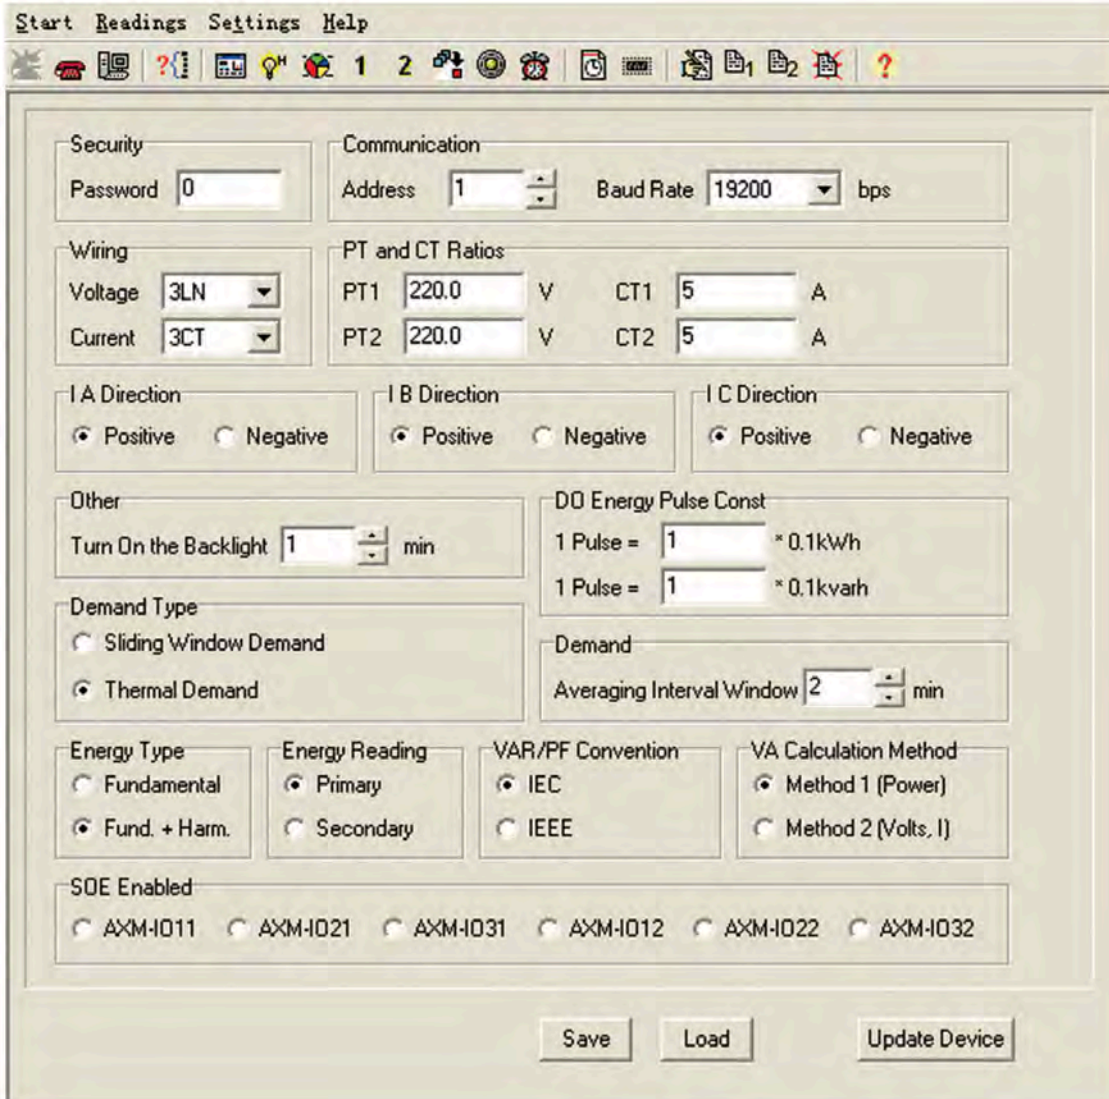 Start Readings Settings Help
?{} H 1 2 1 2 ?
Security
Password 0
Communication
Address 1 Baud Rate 19200 bps
Wiring
Voltage 3LN
Current 3CT
PT and CT Ratios
PT1 220.0 V CT1 5 A
PT2 220.0 V CT2 5 A
I A Direction
Positive Negative
I B Direction
Positive Negative
I C Direction
Positive Negative
Other
Turn On the Backlight 1 min
DO Energy Pulse Const
1 Pulse = 1 * 0.1kWh
1 Pulse = 1 * 0.1kvarh
Demand Type
Sliding Window Demand
Thermal Demand
Demand
Averaging Interval Window 2 min
Energy Type
Fundamental
Fund. + Harm.
Energy Reading
Primary
Secondary
VAR/PF Convention
IEC
IEEE
VA Calculation Method
Method 1 (Power)
Method 2 (Volts, I)
SOE Enabled
AXM-IO11 AXM-IO21 AXM-IO31 AXM-IO12 AXM-IO22 AXM-IO32
Save Load Update Device